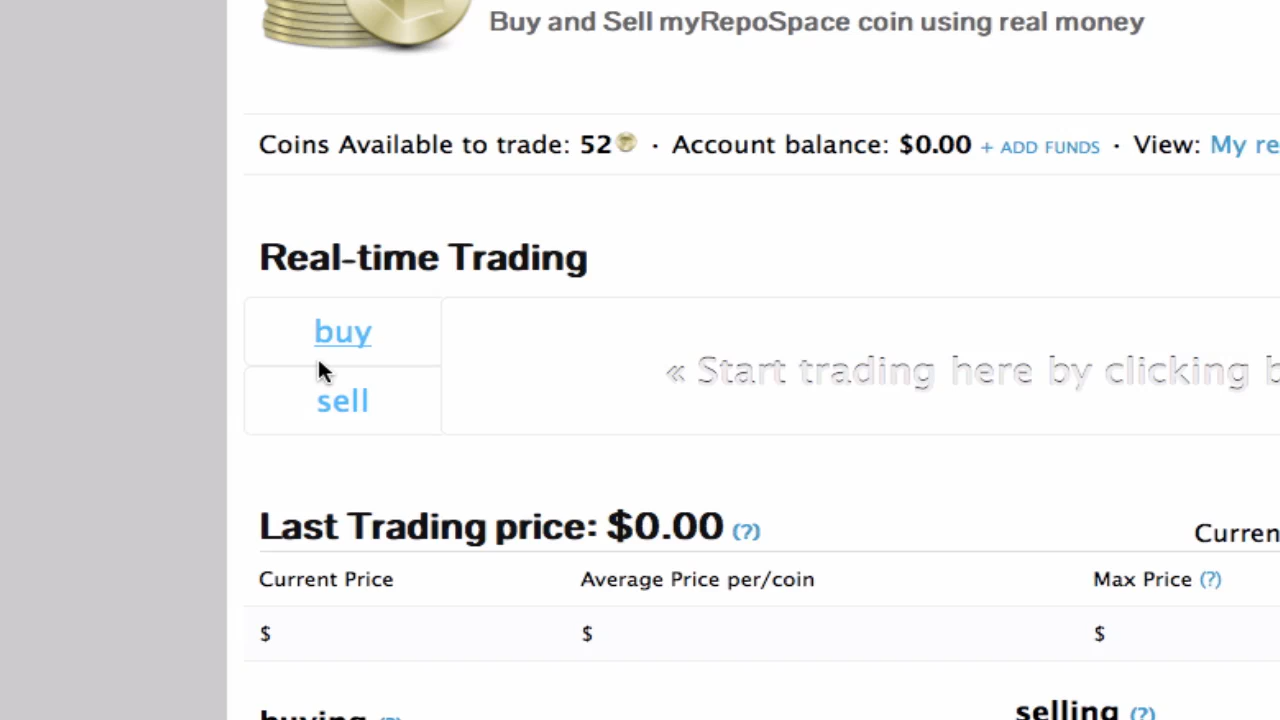 Buy and Sell myRepoSpace coin using real money
Coins Available to trade: 52 · Account balance: $0.00 + ADD FUNDS · View: My re
Real-time Trading
buy
« Start trading here by clicking b
sell
Last Trading price: $0.00 (?)
Curren
Current Price Average Price per/coin Max Price (?)
$ $ $
buying (?) selling (?)